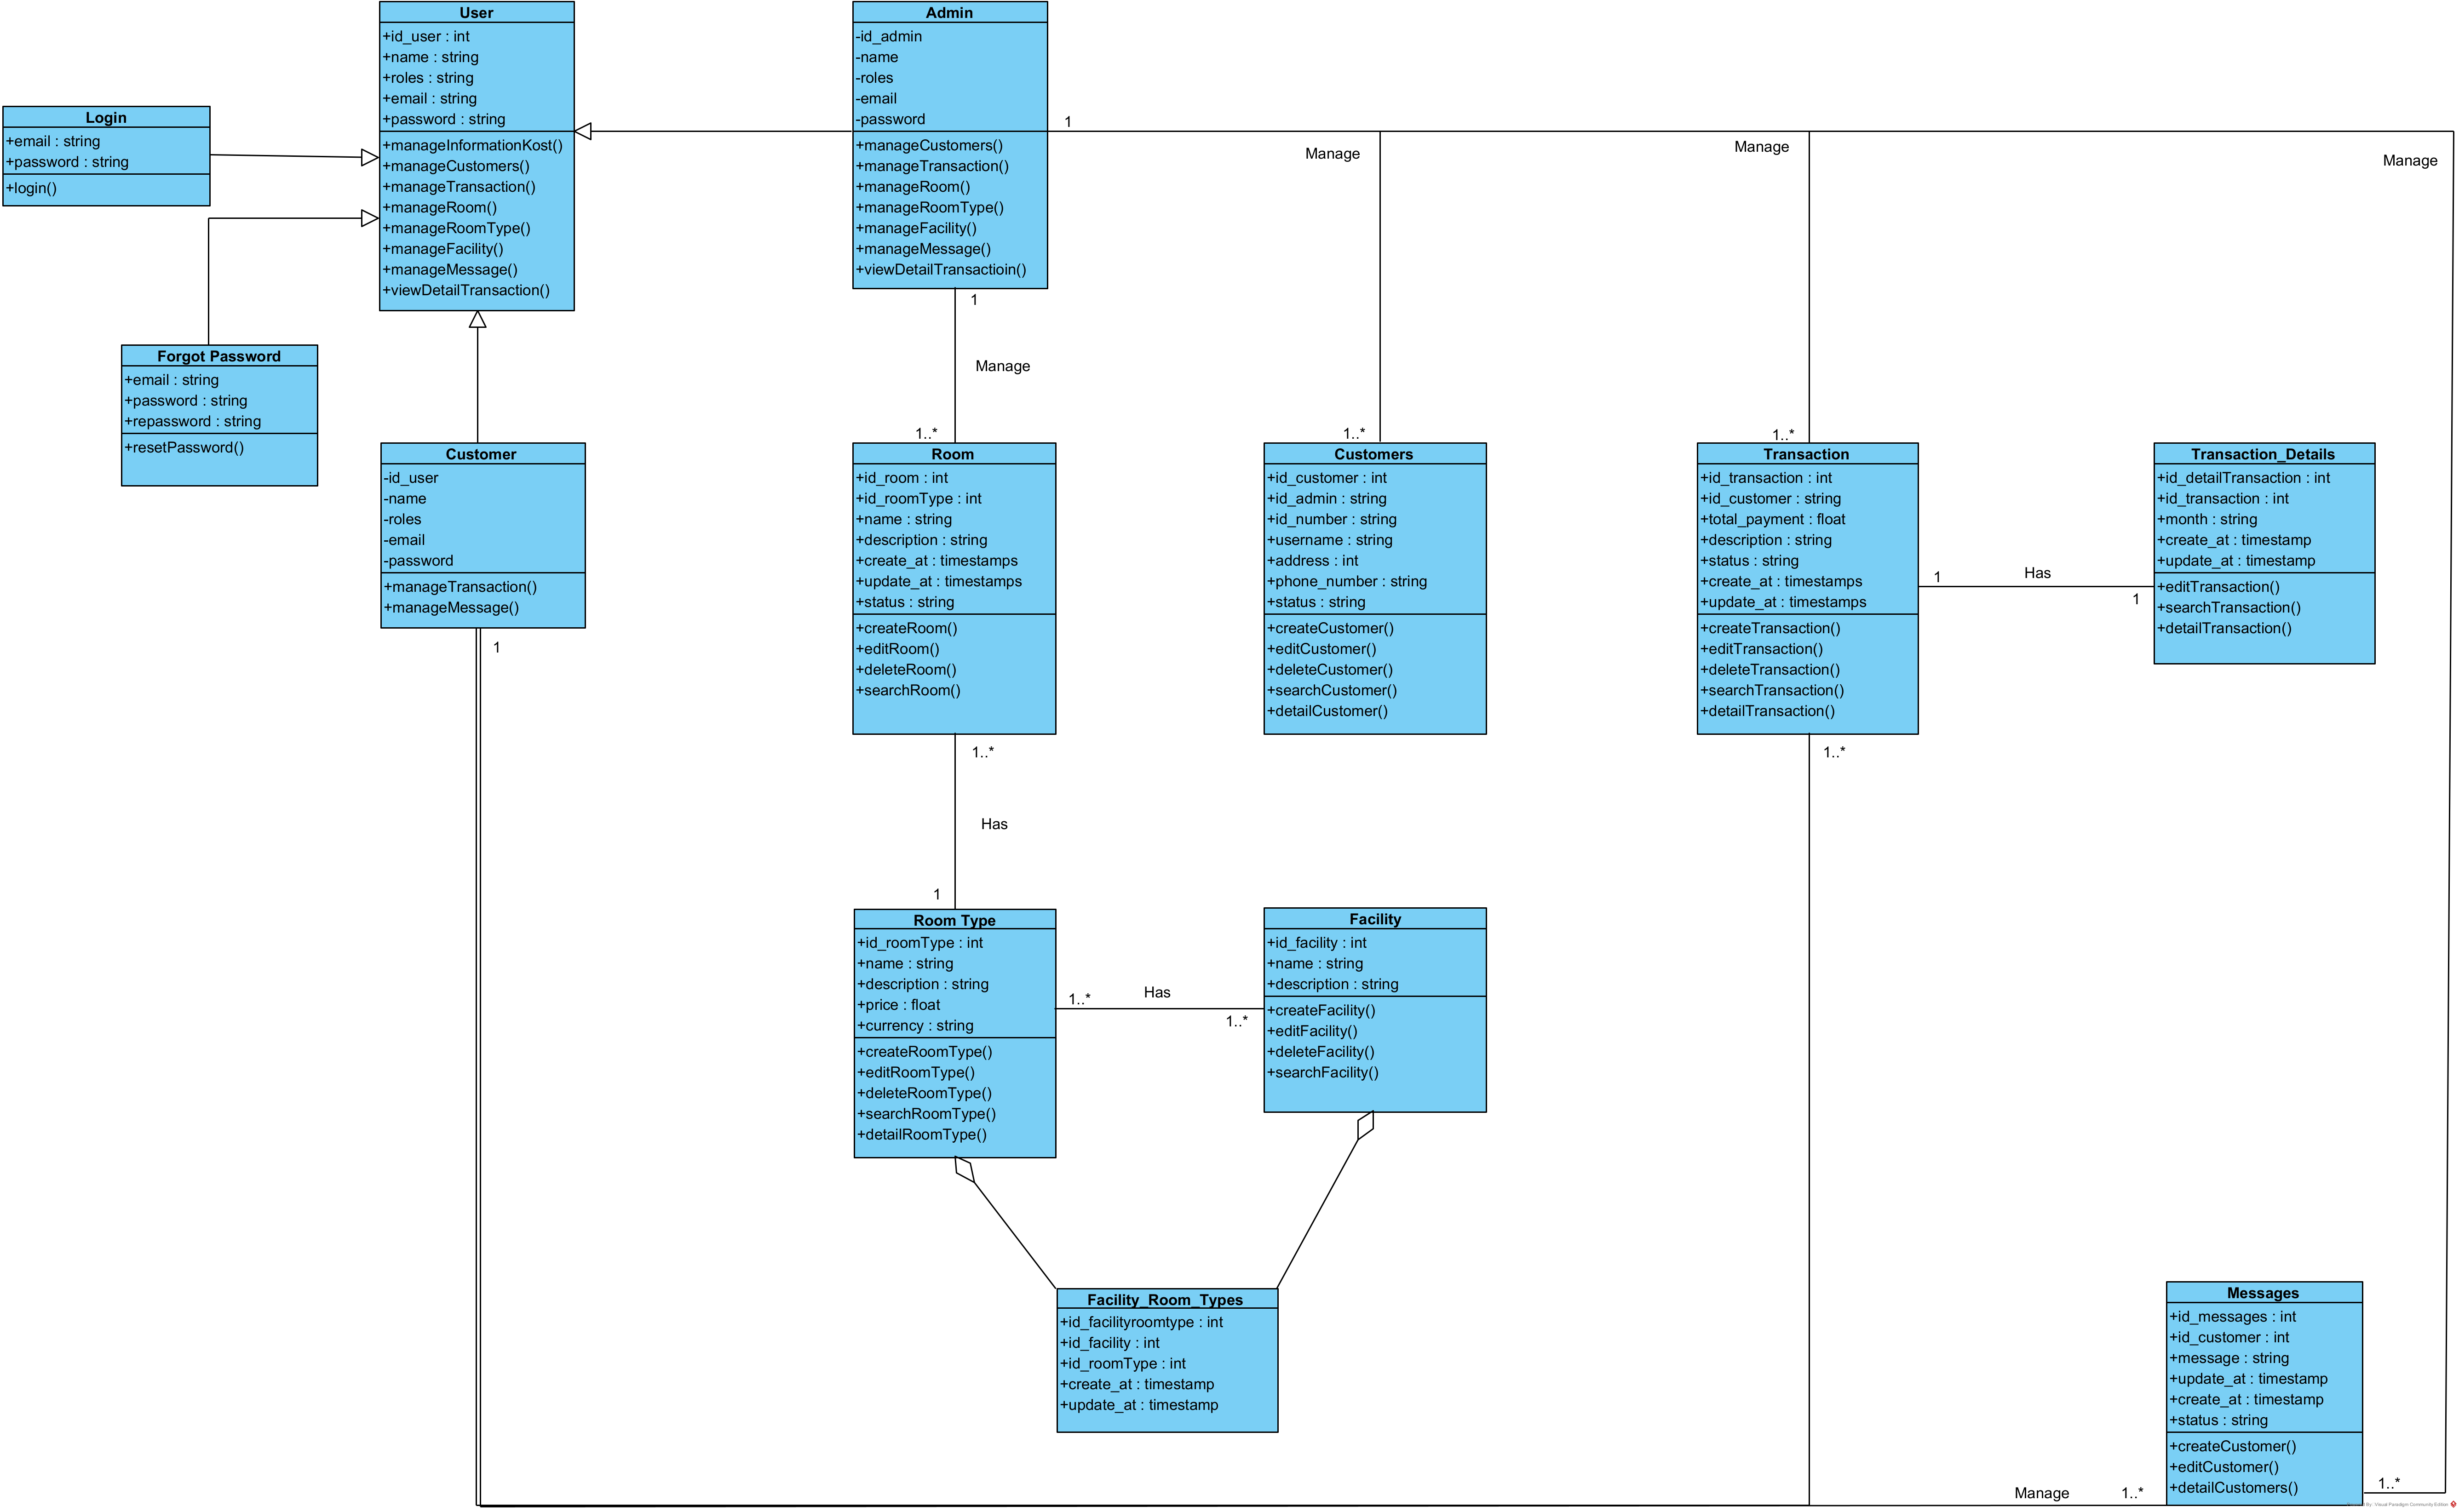 User
+id_user : int
+name : string
+roles : string
+email : string
+password : string
+manageInformationKost()
+manageCustomers()
+manageTransaction()
+manageRoom()
+manageRoomType()
+manageFacility()
+manageMessage()
+viewDetailTransaction()
Admin
-id_admin
-name
-roles
-email
-password
+manageCustomers()
+manageTransaction()
+manageRoom()
+manageRoomType()
+manageFacility()
+manageMessage()
+viewDetailTransactioin()
Login
+email : string
+password : string
+login()
1
Manage
Manage
Manage
1
Manage
Forgot Password
+email : string
+password : string
+repassword : string
+resetPassword()
Customer
-id_user
-name
-roles
-email
-password
+manageTransaction()
+manageMessage()
1
1..*
Room
+id_room : int
+id_roomType : int
+name : string
+description : string
+create_at : timestamps
+update_at : timestamps
+status : string
+createRoom()
+editRoom()
+deleteRoom()
+searchRoom()
1..*
Customers
+id_customer : int
+id_admin : string
+id_number : string
+username : string
+address : int
+phone_number : string
+status : string
+createCustomer()
+editCustomer()
+deleteCustomer()
+searchCustomer()
+detailCustomer()
1..*
Transaction
+id_transaction : int
+id_customer : string
+total_payment : float
+description : string
+status : string
+create_at : timestamps
+update_at : timestamps
+createTransaction()
+editTransaction()
+deleteTransaction()
+searchTransaction()
+detailTransaction()
1
Has
1
Transaction_Details
+id_detailTransaction : int
+id_transaction : int
+month : string
+create_at : timestamp
+update_at : timestamp
+editTransaction()
+searchTransaction()
+detailTransaction()
1..*
1..*
Has
1
Room Type
+id_roomType : int
+name : string
+description : string
+price : float
+currency : string
+createRoomType()
+editRoomType()
+deleteRoomType()
+searchRoomType()
+detailRoomType()
1..*
Has
1..*
Facility
+id_facility : int
+name : string
+description : string
+createFacility()
+editFacility()
+deleteFacility()
+searchFacility()
Facility_Room_Types
+id_facilityroomtype : int
+id_facility : int
+id_roomType : int
+create_at : timestamp
+update_at : timestamp
Messages
+id_messages : int
+id_customer : int
+message : string
+update_at : timestamp
+create_at : timestamp
+status : string
+createCustomer()
+editCustomer()
+detailCustomers()
1..*
Manage
1..*
Visual Paradigm Community Edition